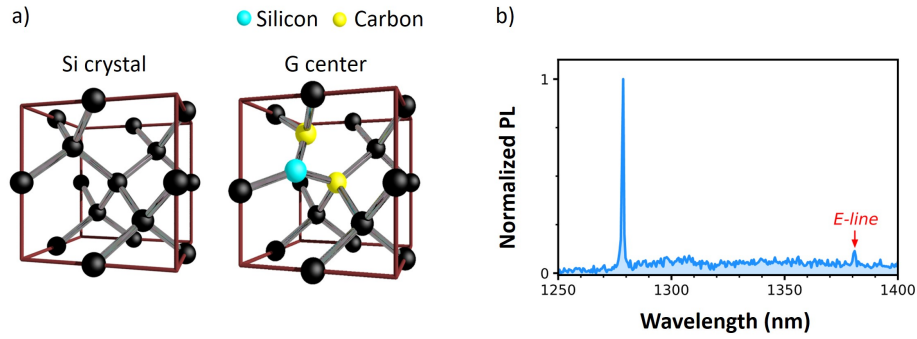 a)
Silicon Carbon
Si crystal
G center
b)
Normalized PL
1
0
E-line
1250 1300 1350 1400
Wavelength (nm)